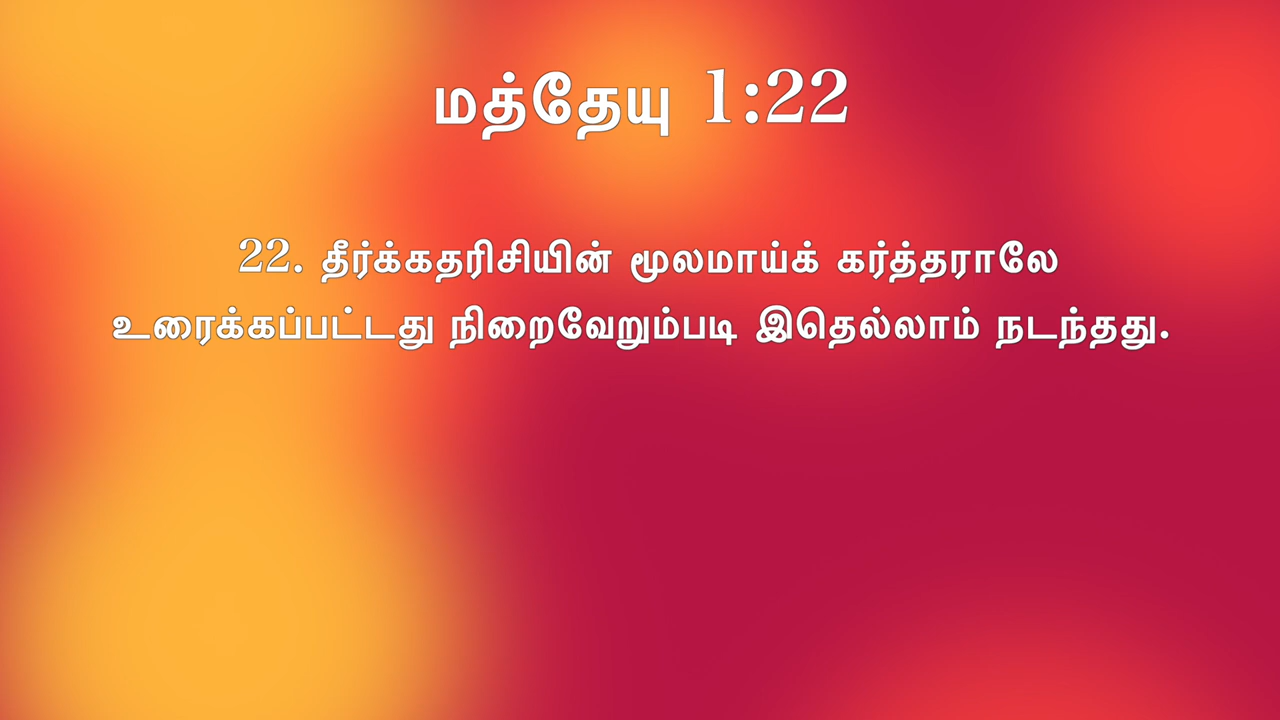 மத்தேயு 1:22
22. தீர்க்கதரிசியின் மூலமாய்க் கர்த்தராலே
உரைக்கப்பட்டது நிறைவேறும்படி இதெல்லாம் நடந்தது.